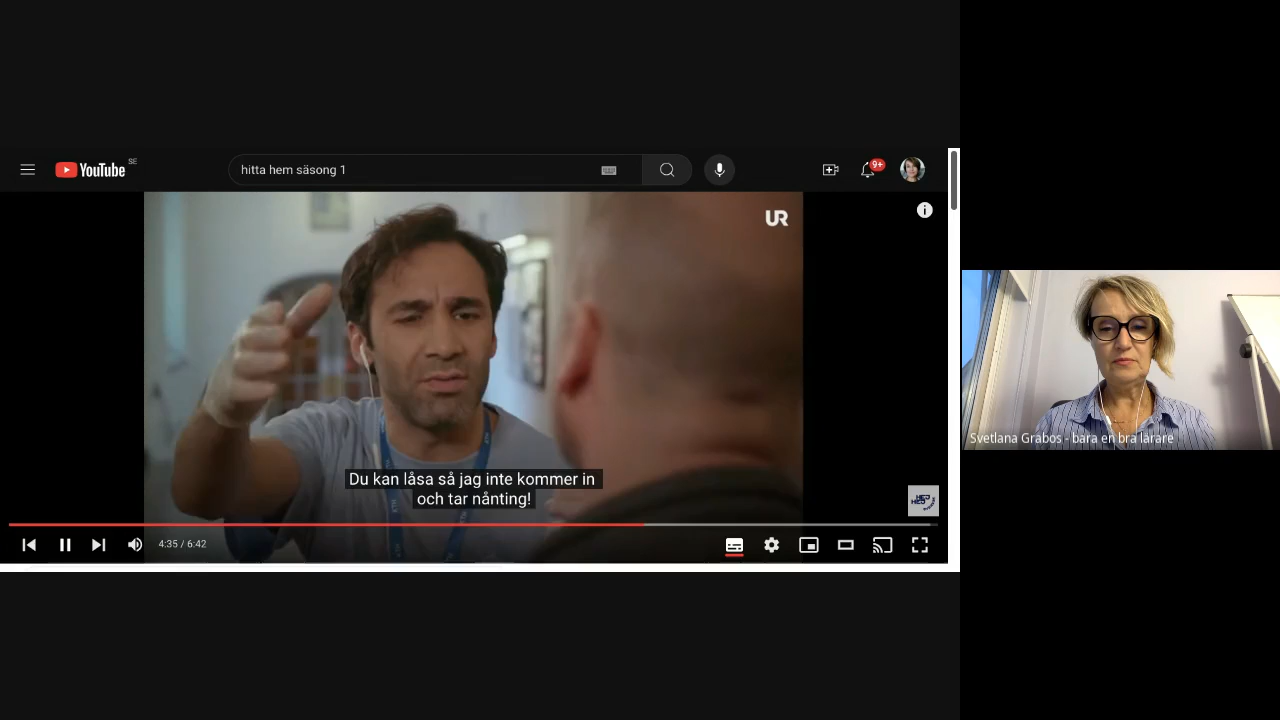 YouTube
SE
hitta hem säsong 1
9+
UR
Du kan låsa så jag inte kommer in
och tar nånting!
4:35 / 6:42
Svetlana Grabos - bara en bra lärare
KTH